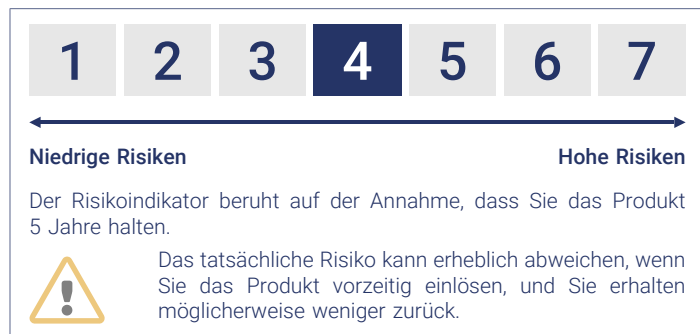 1 2 3 4 5 6 7
Niedrige Risiken Hohe Risiken
Der Risikoindikator beruht auf der Annahme, dass Sie das Produkt
5 Jahre halten.
Das tatsächliche Risiko kann erheblich abweichen, wenn
Sie das Produkt vorzeitig einlösen, und Sie erhalten
möglicherweise weniger zurück.